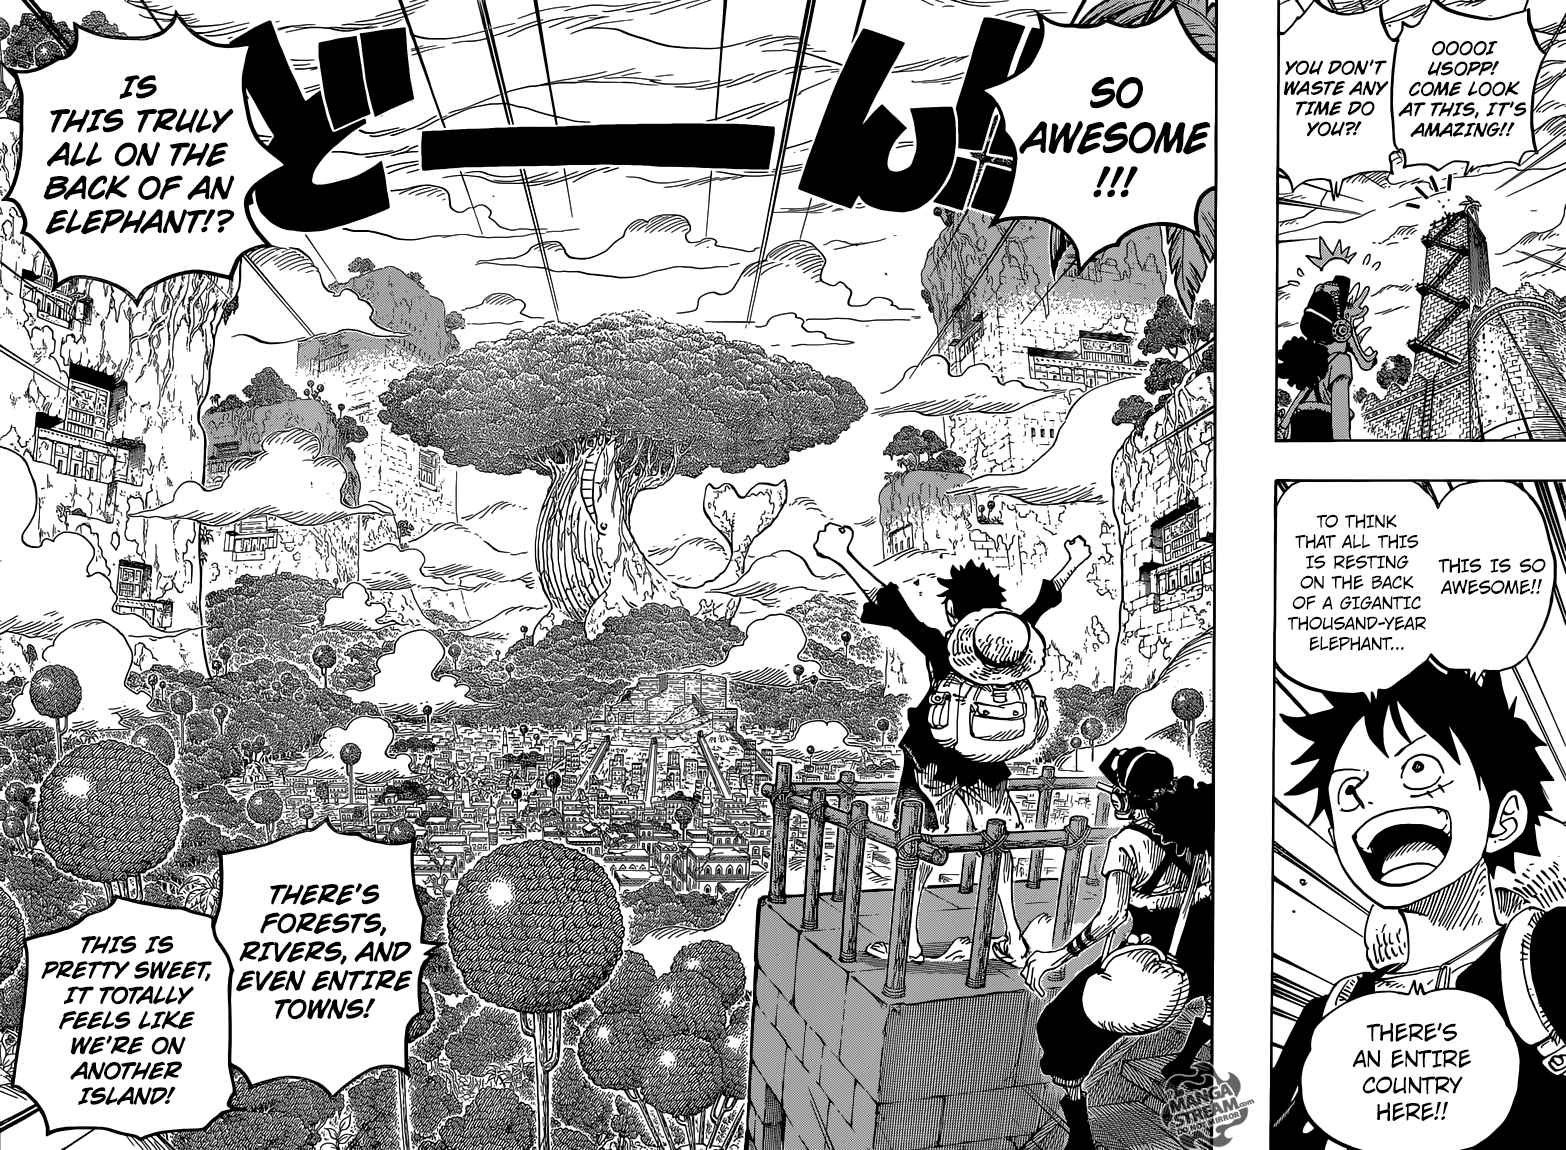 OOOOI
USOPP!
COME LOOK
AT THIS, IT'S
AMAZING!!
YOU DON'T
WASTE ANY
TIME DO
YOU?!
THIS IS SO
AWESOME!!
TO THINK
THAT ALL THIS
IS RESTING
ON THE BACK
OF A GIGANTIC
THOUSAND-YEAR
ELEPHANT...
THERE'S
AN ENTIRE
COUNTRY
HERE!!
SO
AWESOME
!!!
どーん
IS
THIS TRULY
ALL ON THE
BACK OF AN
ELEPHANT!?
THERE'S
FORESTS,
RIVERS, AND
EVEN ENTIRE
TOWNS!
THIS IS
PRETTY SWEET,
IT TOTALLY
FEELS LIKE
WE'RE ON
ANOTHER
ISLAND!
MANGA
STREAM.com
DO NOT MIRROR